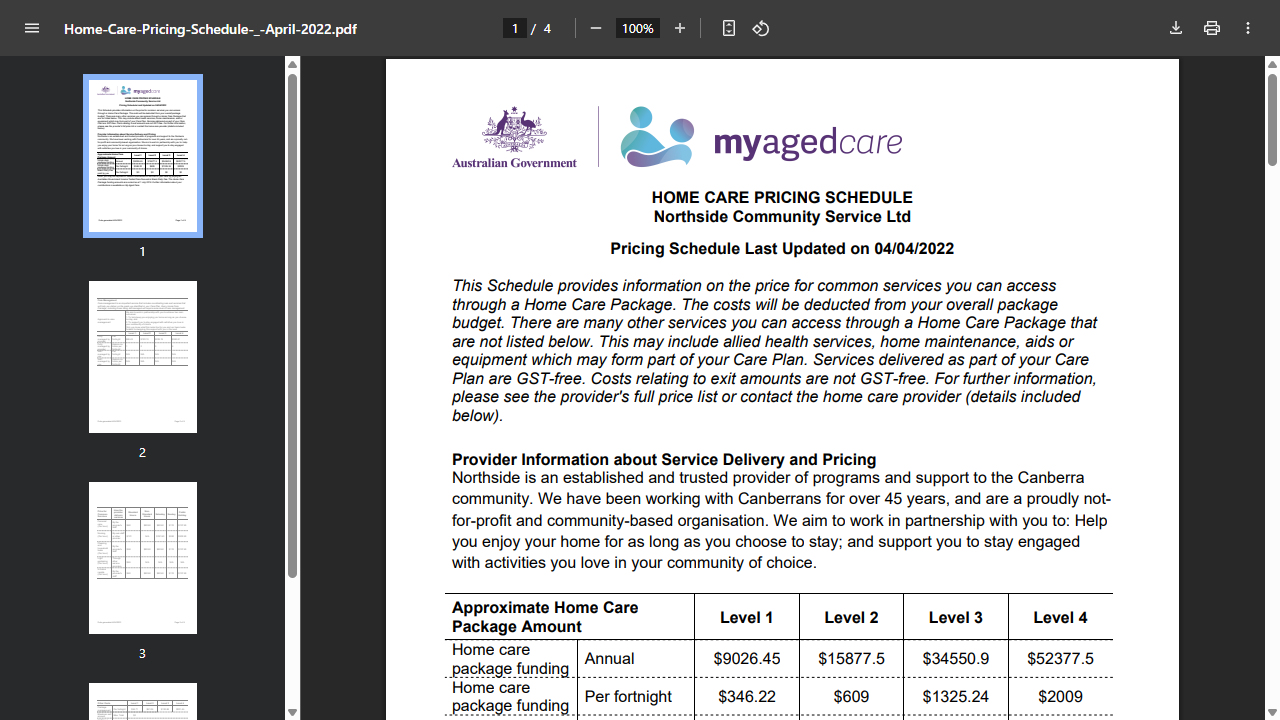 Home-Care-Pricing-Schedule-_-April-2022.pdf
1 / 4
100%
1
2
3
Australian Government
myagedcare
HOME CARE PRICING SCHEDULE
Northside Community Service Ltd
Pricing Schedule Last Updated on 04/04/2022
This Schedule provides information on the price for common services you can access
through a Home Care Package. The costs will be deducted from your overall package
budget. There are many other services you can access through a Home Care Package that
are not listed below. This may include allied health services, home maintenance, aids or
equipment which may form part of your Care Plan. Services delivered as part of your Care
Plan are GST-free. Costs relating to exit amounts are not GST-free. For further information,
please see the provider's full price list or contact the home care provider (details included
below).
Provider Information about Service Delivery and Pricing
Northside is an established and trusted provider of programs and support to the Canberra
community. We have been working with Canberrans for over 45 years, and are a proudly not-
for-profit and community-based organisation. We aim to work in partnership with you to: Help
you enjoy your home for as long as you choose to stay; and support you to stay engaged
with activities you love in your community of choice.
Approximate Home Care
Package Amount
Level 1 Level 2 Level 3 Level 4
Home care
package funding
Annual $9026.45 $15877.5 $34550.9 $52377.5
Home care
package funding
Per fortnight $346.22 $609 $1325.24 $2009